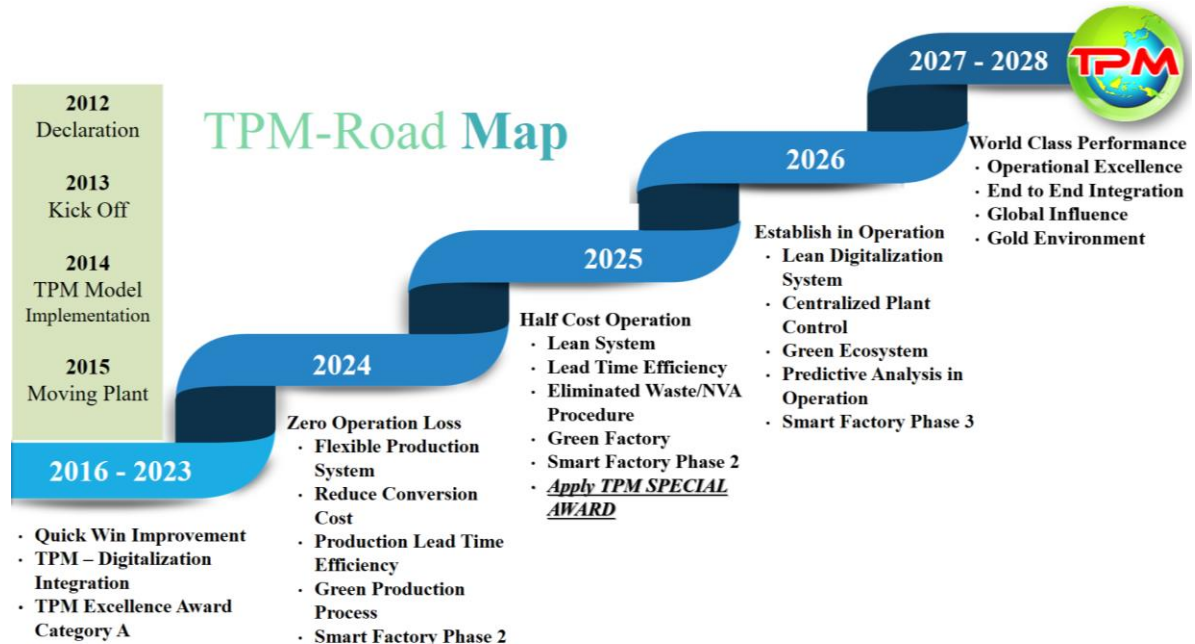 TPM-Road Map
2012
Declaration
2013
Kick Off
2014
TPM Model
Implementation
2015
Moving Plant
2016 - 2023
· Quick Win Improvement
· TPM – Digitalization
Integration
· TPM Excellence Award
Category A
2024
Zero Operation Loss
· Flexible Production
System
· Reduce Conversion
Cost
· Production Lead Time
Efficiency
· Green Production
Process
· Smart Factory Phase 2
2025
Half Cost Operation
· Lean System
· Lead Time Efficiency
· Eliminated Waste/NVA
Procedure
· Green Factory
· Smart Factory Phase 2
· Apply TPM SPECIAL
AWARD
2026
Establish in Operation
· Lean Digitalization
System
· Centralized Plant
Control
· Green Ecosystem
· Predictive Analysis in
Operation
· Smart Factory Phase 3
2027 - 2028
TPM
World Class Performance
· Operational Excellence
· End to End Integration
· Global Influence
· Gold Environment